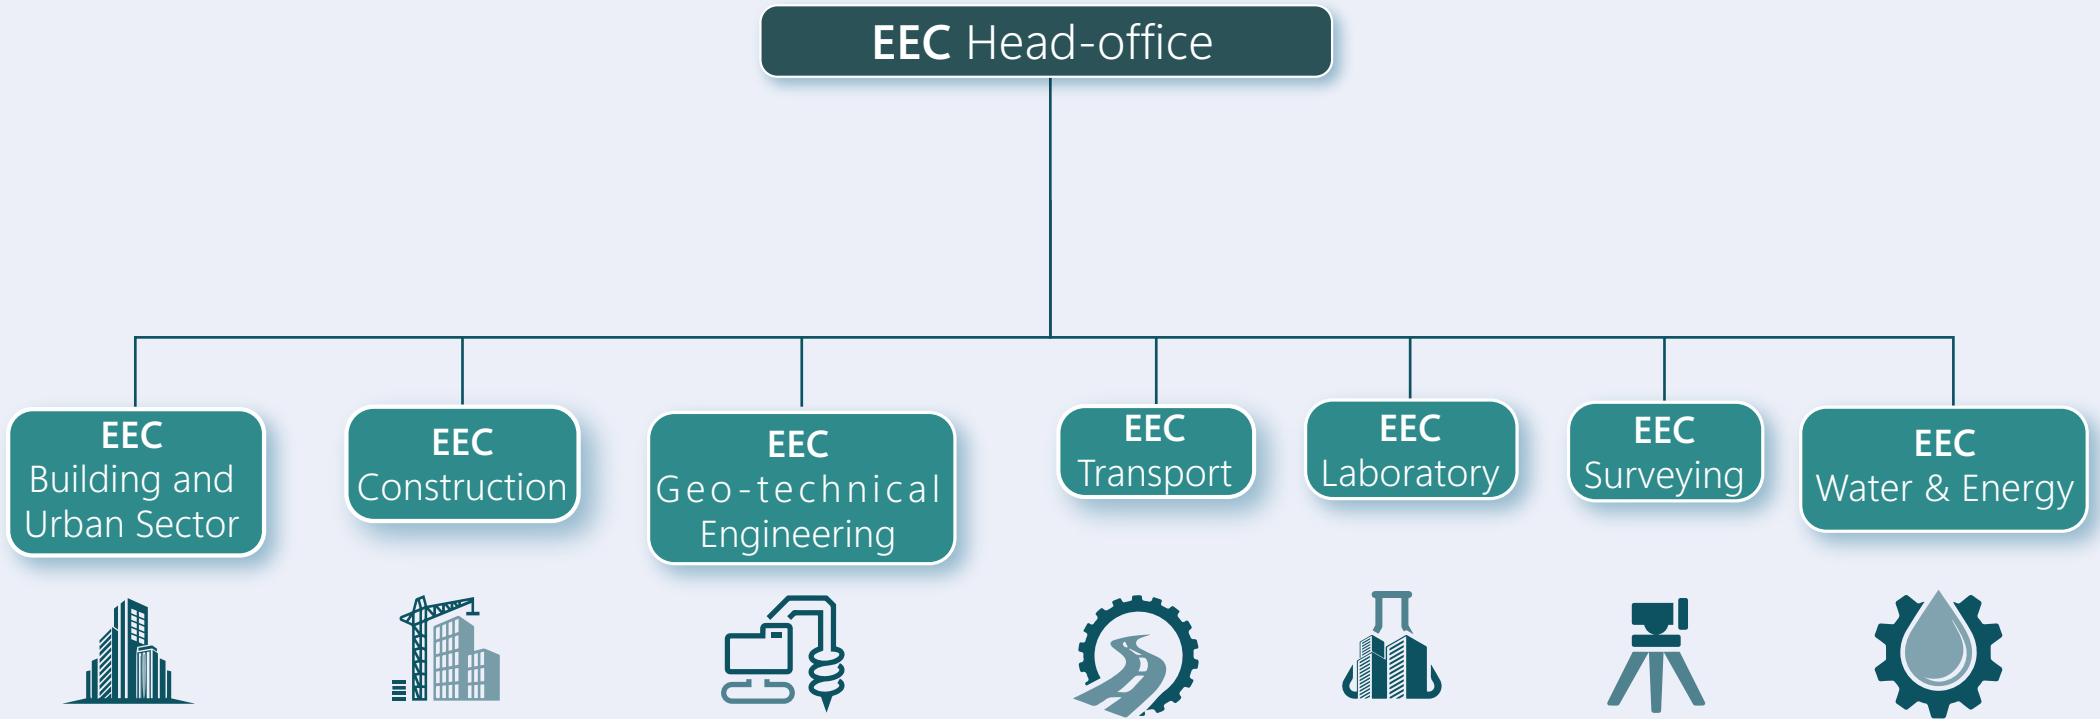 EEC Head-office
EEC
Building and
Urban Sector
EEC
Construction
EEC
Geo-technical
Engineering
EEC
Transport
EEC
Laboratory
EEC
Surveying
EEC
Water & Energy